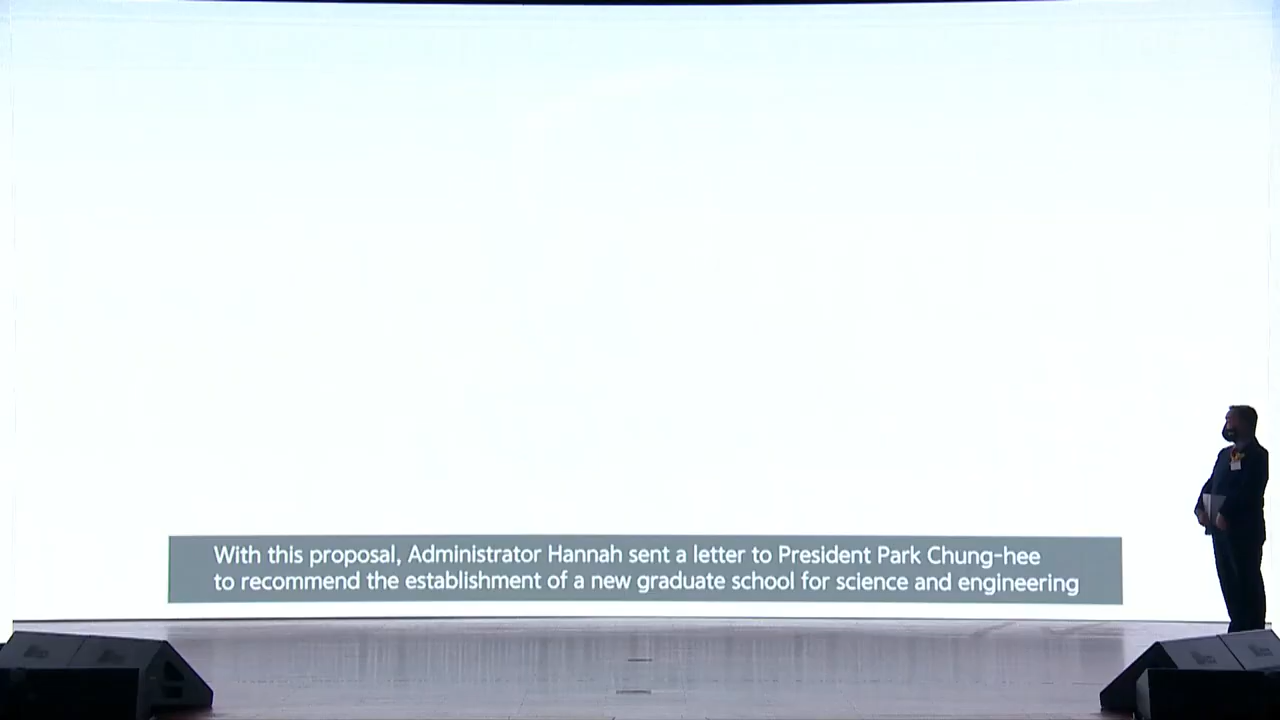 With this proposal, Administrator Hannah sent a letter to President Park Chung-hee
to recommend the establishment of a new graduate school for science and engineering